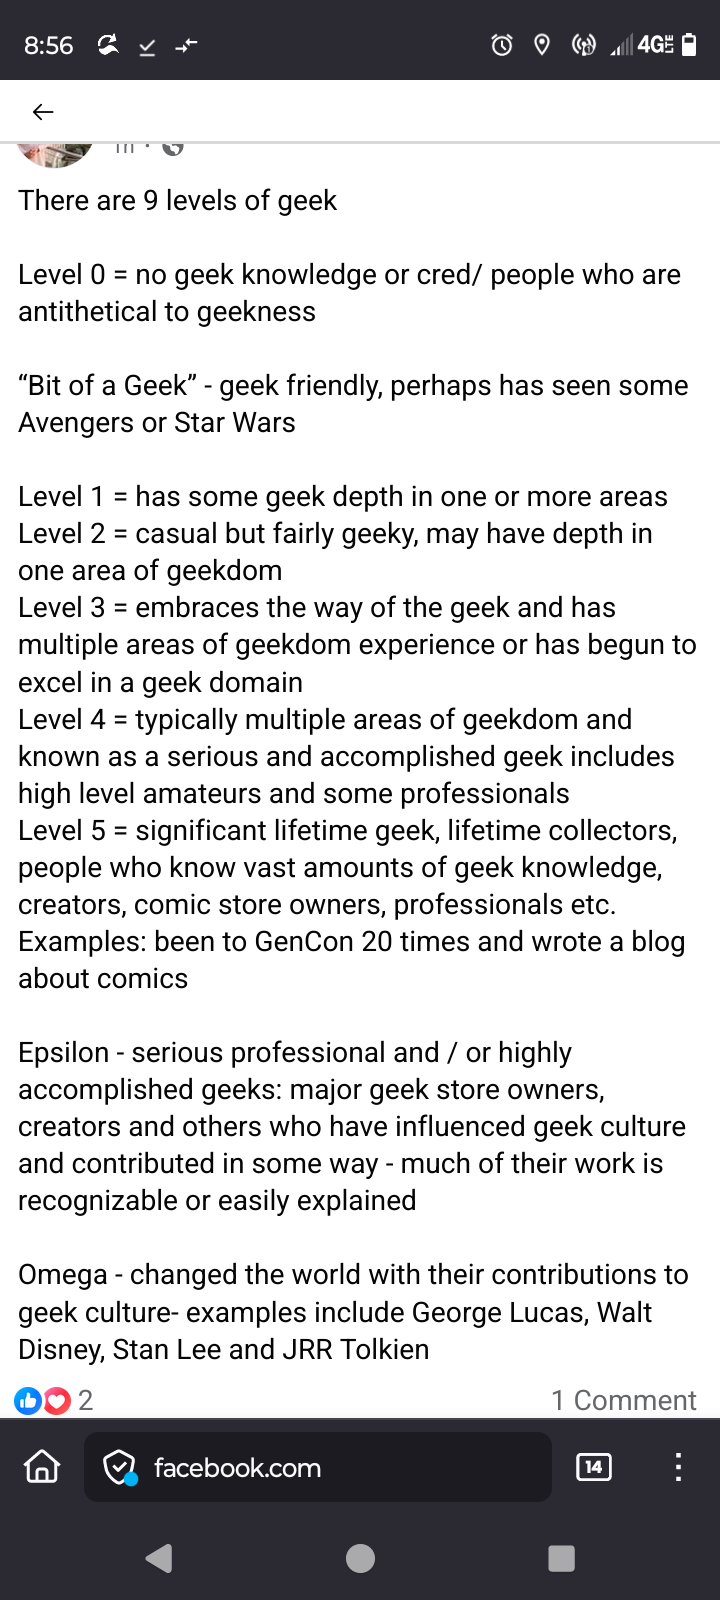 8:56
4G LTE
There are 9 levels of geek
Level 0 = no geek knowledge or cred/ people who are
antithetical to geekness
“Bit of a Geek” - geek friendly, perhaps has seen some
Avengers or Star Wars
Level 1 = has some geek depth in one or more areas
Level 2 = casual but fairly geeky, may have depth in
one area of geekdom
Level 3 = embraces the way of the geek and has
multiple areas of geekdom experience or has begun to
excel in a geek domain
Level 4 = typically multiple areas of geekdom and
known as a serious and accomplished geek includes
high level amateurs and some professionals
Level 5 = significant lifetime geek, lifetime collectors,
people who know vast amounts of geek knowledge,
creators, comic store owners, professionals etc.
Examples: been to GenCon 20 times and wrote a blog
about comics
Epsilon - serious professional and / or highly
accomplished geeks: major geek store owners,
creators and others who have influenced geek culture
and contributed in some way - much of their work is
recognizable or easily explained
Omega - changed the world with their contributions to
geek culture- examples include George Lucas, Walt
Disney, Stan Lee and JRR Tolkien
2
1 Comment
facebook.com
14